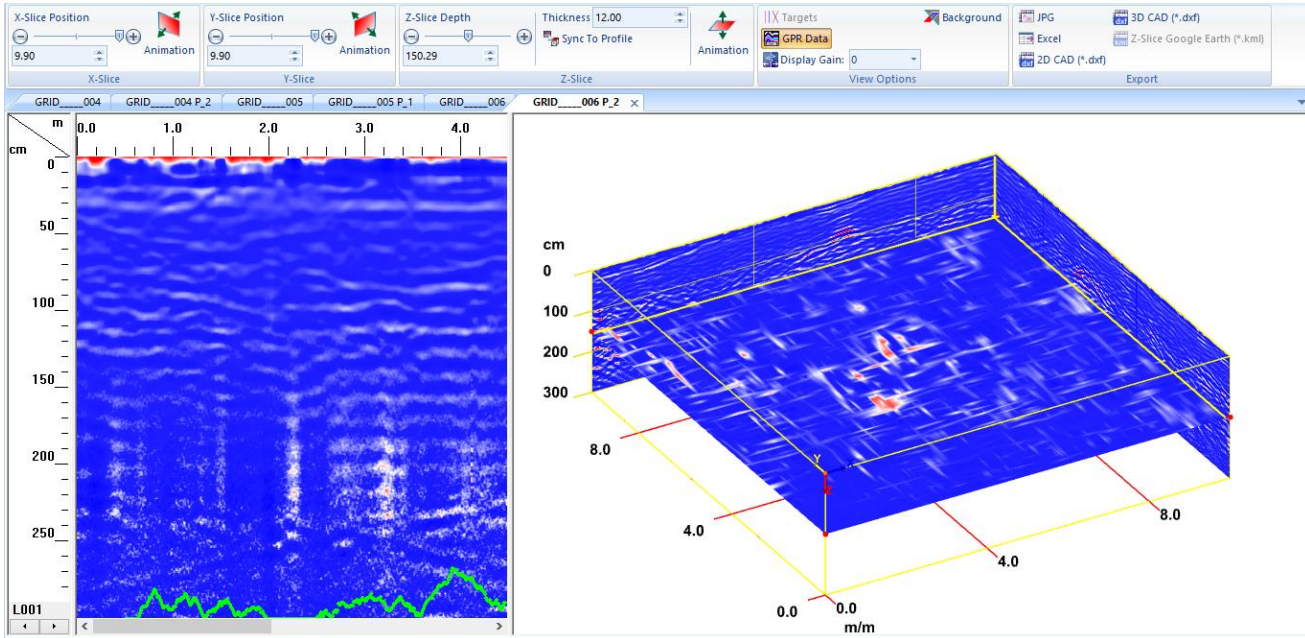 X-Slice Position
9.90
Animation
X-Slice
Y-Slice Position
9.90
Animation
Y-Slice
Z-Slice Depth
150.29
Thickness 12.00
Sync To Profile
Animation
Z-Slice
Targets
GPR Data
Display Gain: 0
Background
View Options
JPG
Excel
2D CAD (*.dxf)
3D CAD (*.dxf)
Z-Slice Google Earth (*.kml)
Export
GRID_____004 GRID_____004 P_2 GRID_____005 GRID_____005 P_1 GRID_____006 GRID_____006 P_2 ×
m
cm
0.0 1.0 2.0 3.0 4.0
0
50
100
150
200
250
L001
cm
0
100
200
300
8.0
4.0
0.0
Y
0.0
4.0
8.0
m/m